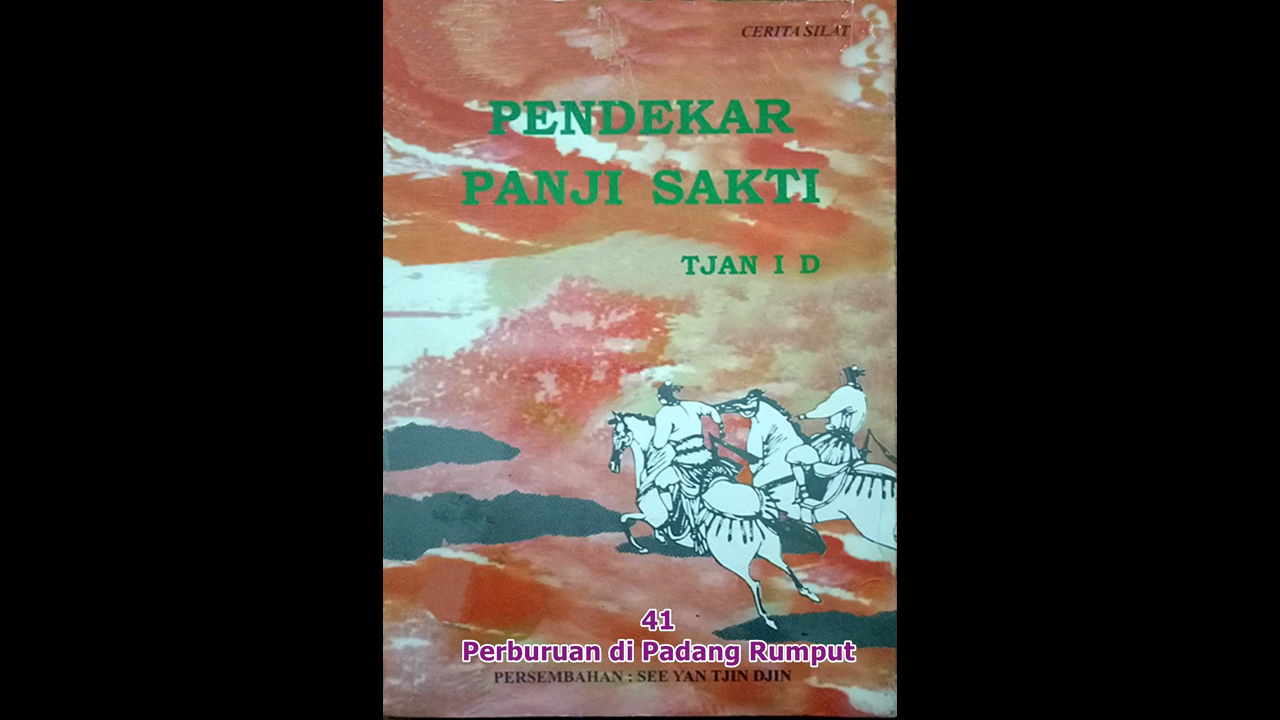 CERITA SILAT
PENDEKAR
PANJI SAKTI
TJAN I D
41
Perburuan di Padang Rumput
PERSEMBAHAN : SEE YAN TJIN DJIN